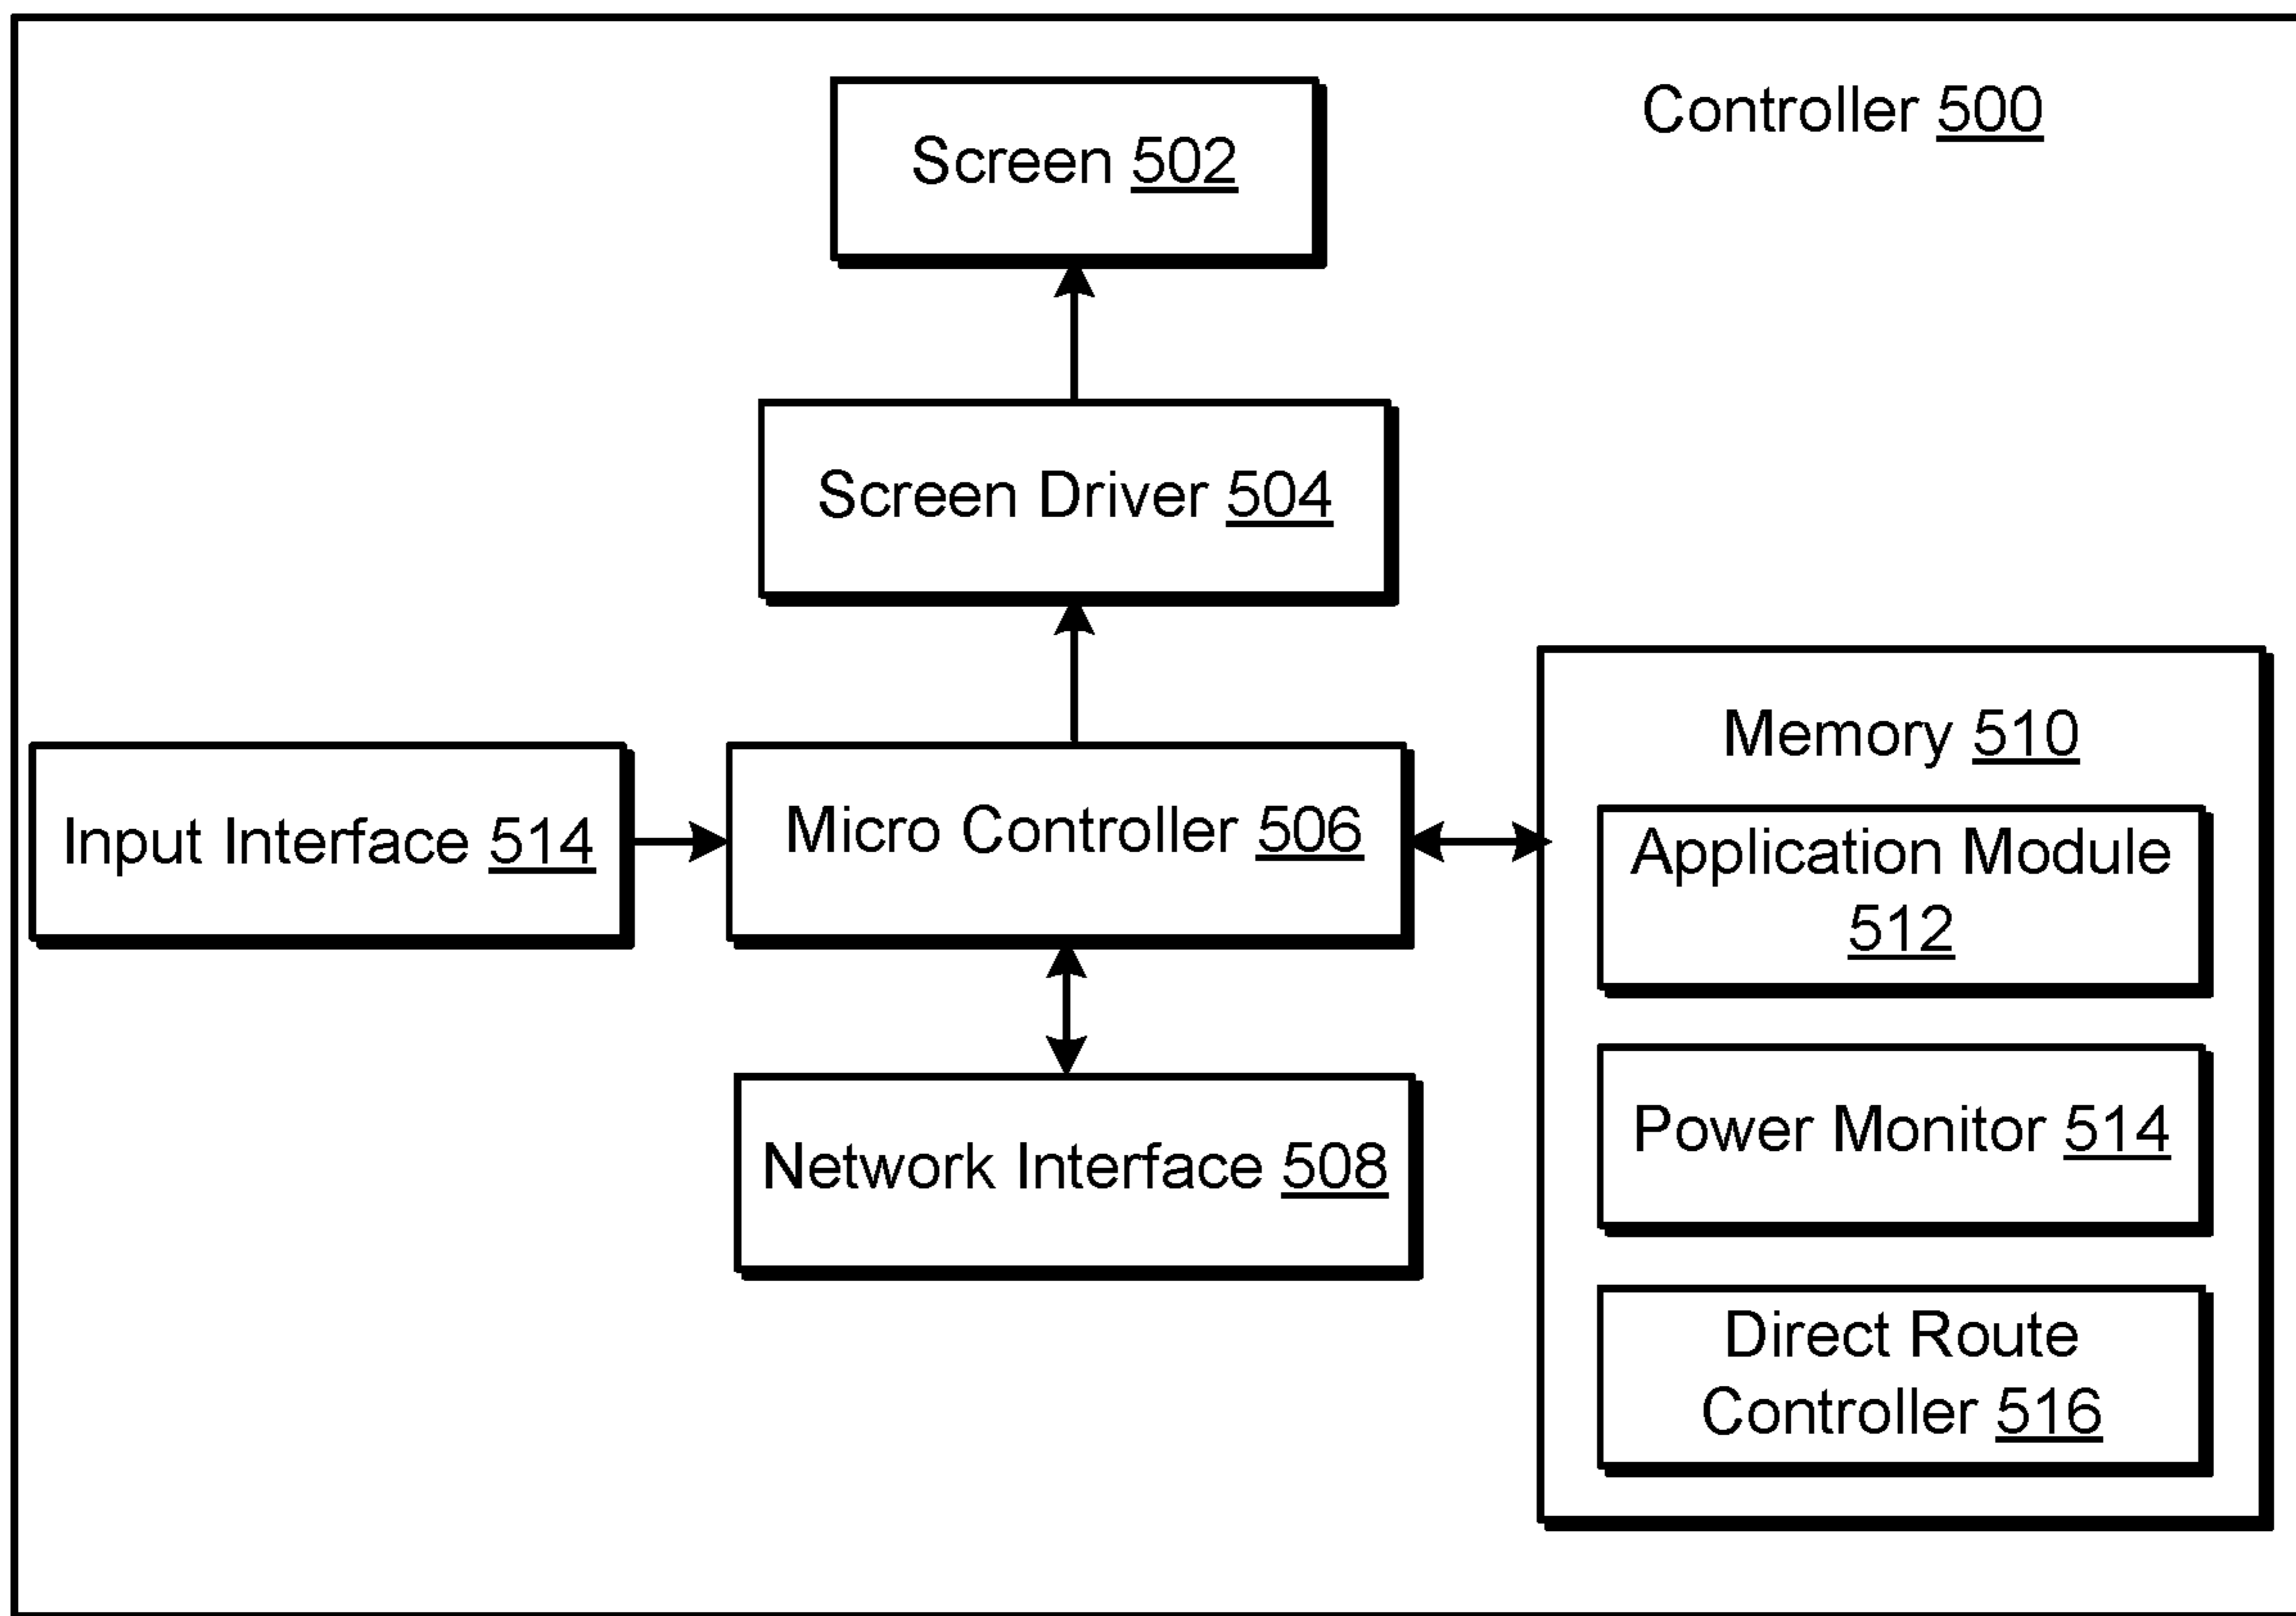 Controller 500
Screen 502
Screen Driver 504
Input Interface 514
Micro Controller 506
Network Interface 508
Memory 510
Application Module
512
Power Monitor 514
Direct Route
Controller 516